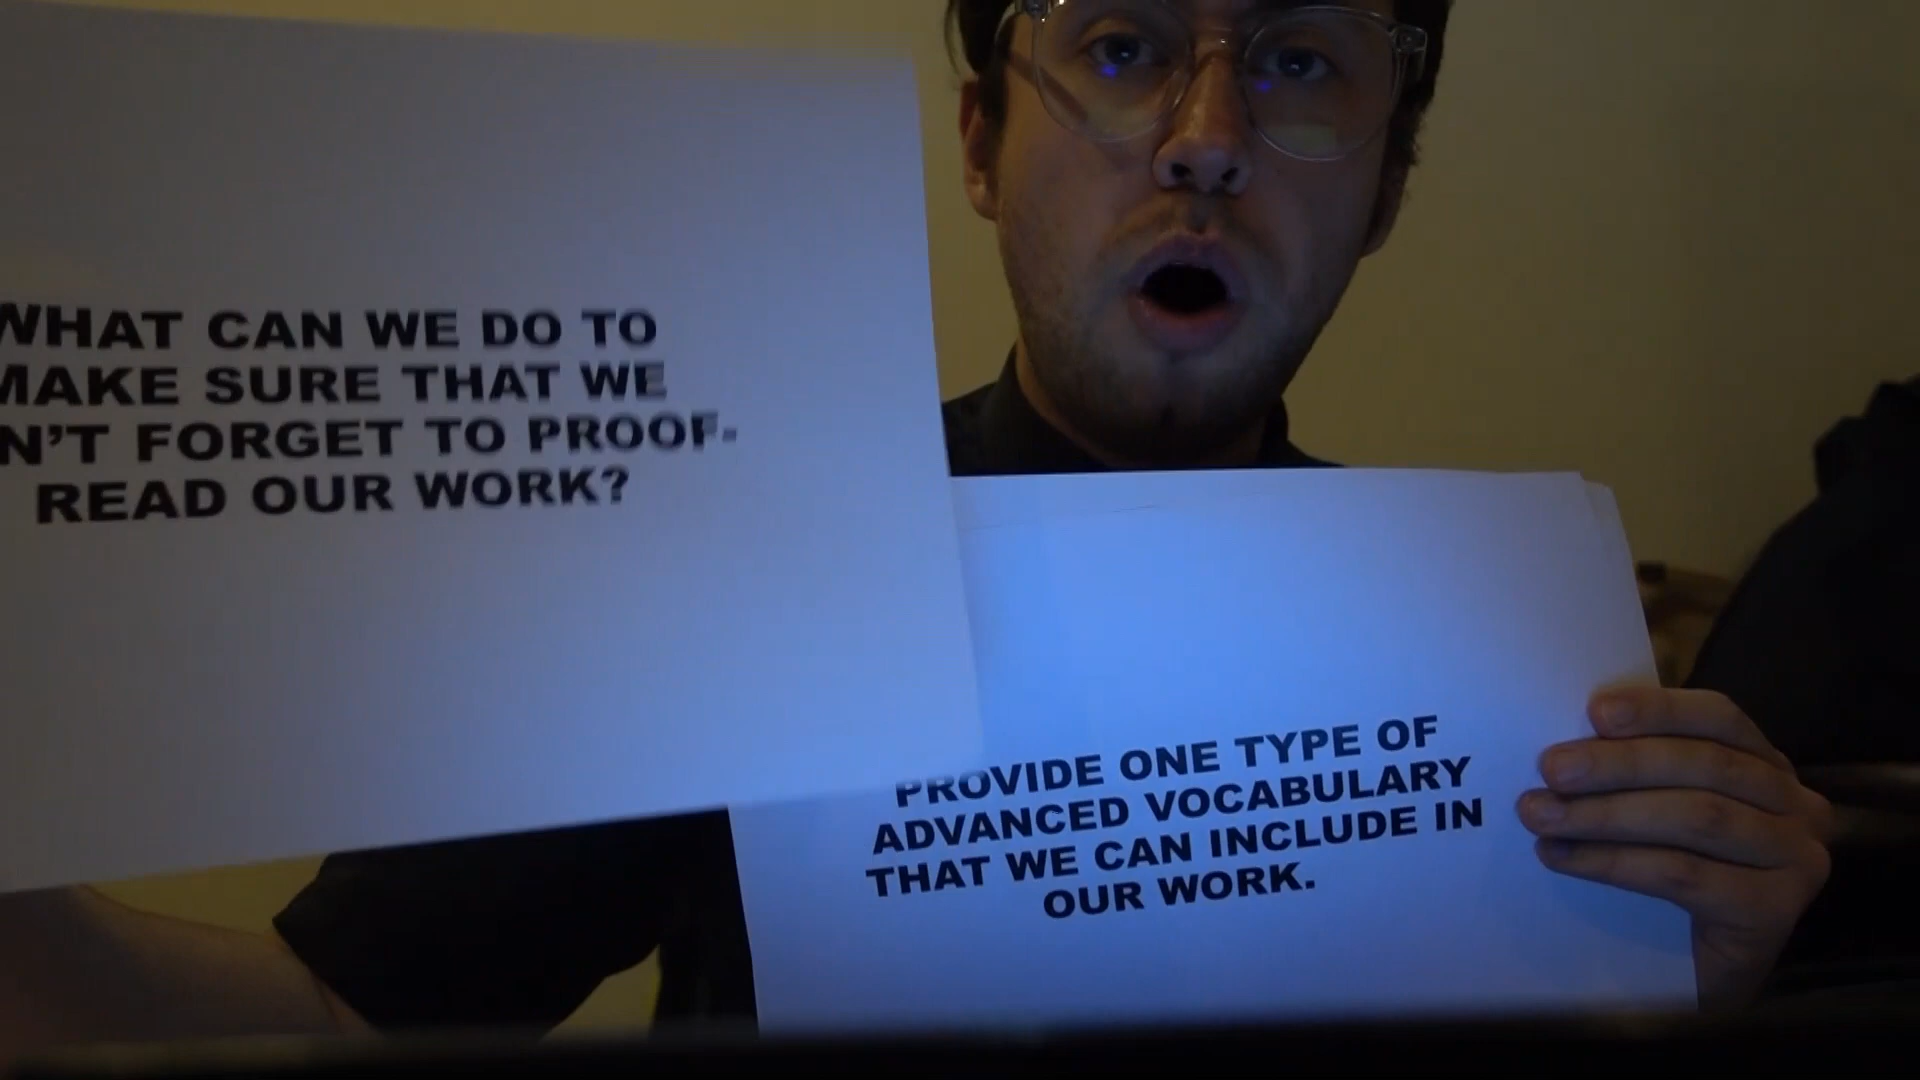 WHAT CAN WE DO TO
MAKE SURE THAT WE
N'T FORGET TO PROOF-
READ OUR WORK?
PROVIDE ONE TYPE OF
ADVANCED VOCABULARY
THAT WE CAN INCLUDE IN
OUR WORK.